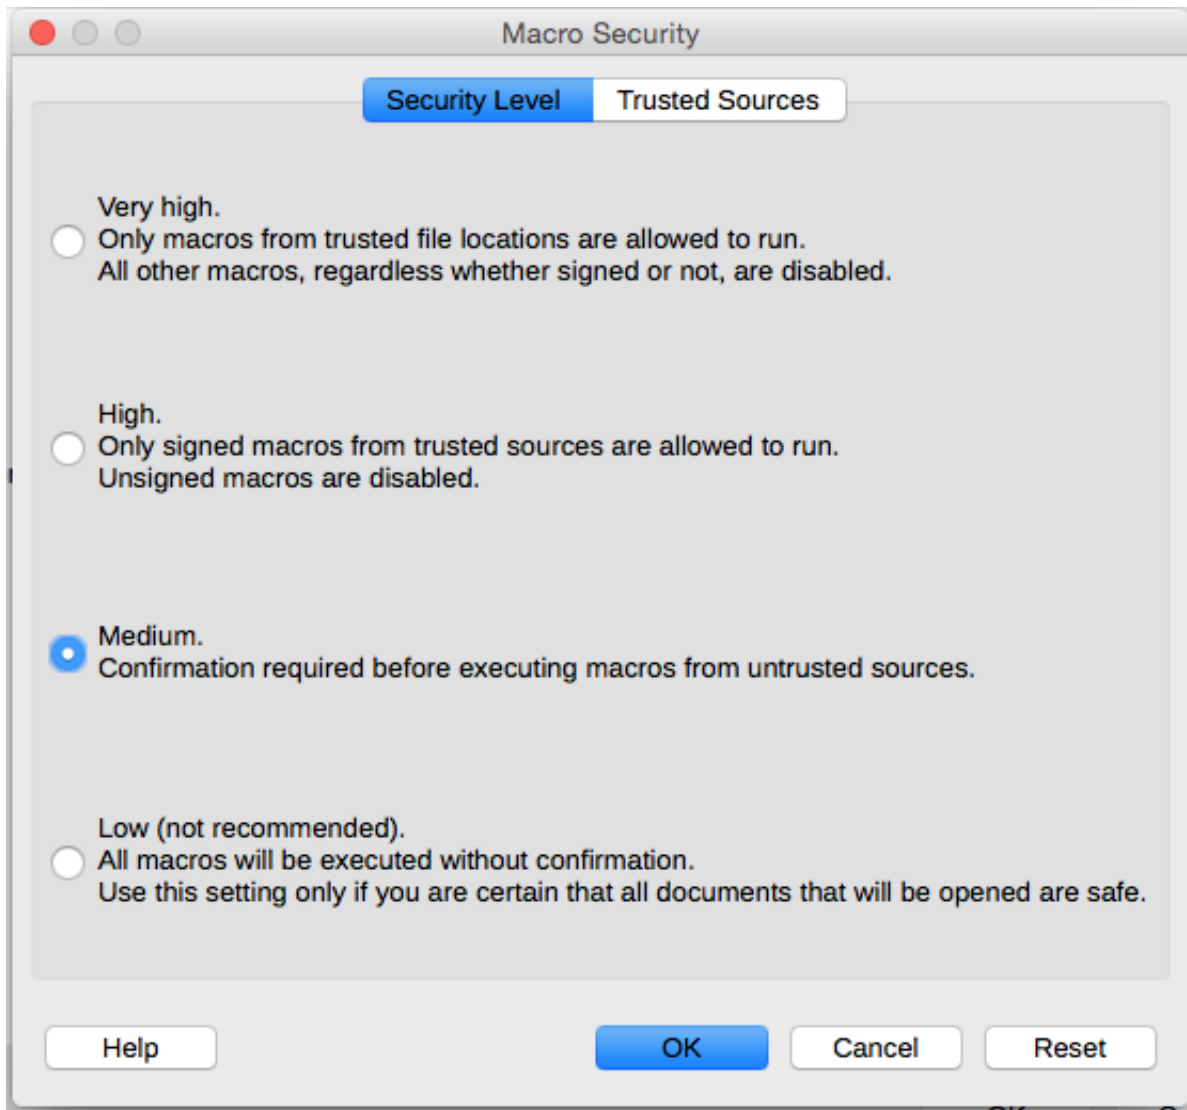 Macro Security
Security Level Trusted Sources
Very high.
Only macros from trusted file locations are allowed to run.
All other macros, regardless whether signed or not, are disabled.
High.
Only signed macros from trusted sources are allowed to run.
Unsigned macros are disabled.
Medium.
Confirmation required before executing macros from untrusted sources.
Low (not recommended).
All macros will be executed without confirmation.
Use this setting only if you are certain that all documents that will be opened are safe.
Help OK Cancel Reset